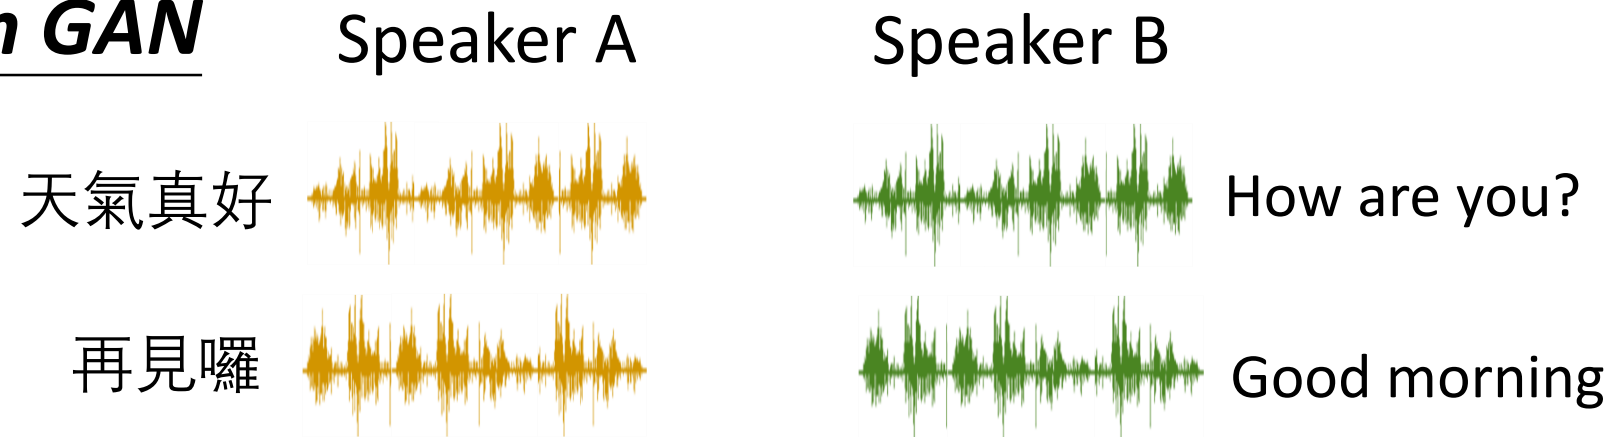 n GAN
Speaker A
Speaker B
天氣真好
How are you?
再見囉
Good morning